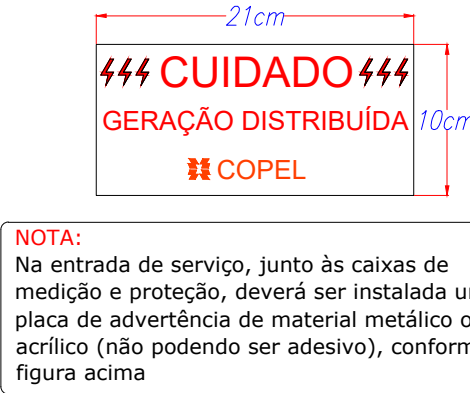 21cm
CUIDADO
GERAÇÃO DISTRIBUÍDA
10cm
COPEL
NOTA:
Na entrada de serviço, junto às caixas de
medição e proteção, deverá ser instalada
placa de advertência de material metálico
acrílico (não podendo ser adesivo),
figura acima